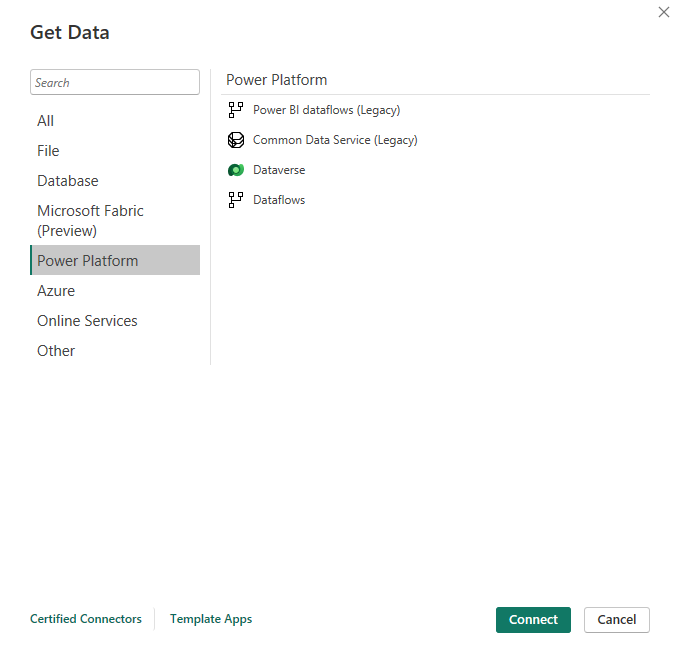 Get Data
Search
All
File
Database
Microsoft Fabric
(Preview)
Power Platform
Azure
Online Services
Other
Power Platform
Power BI dataflows (Legacy)
Common Data Service (Legacy)
Dataverse
Dataflows
Certified Connectors
Template Apps
Connect
Cancel